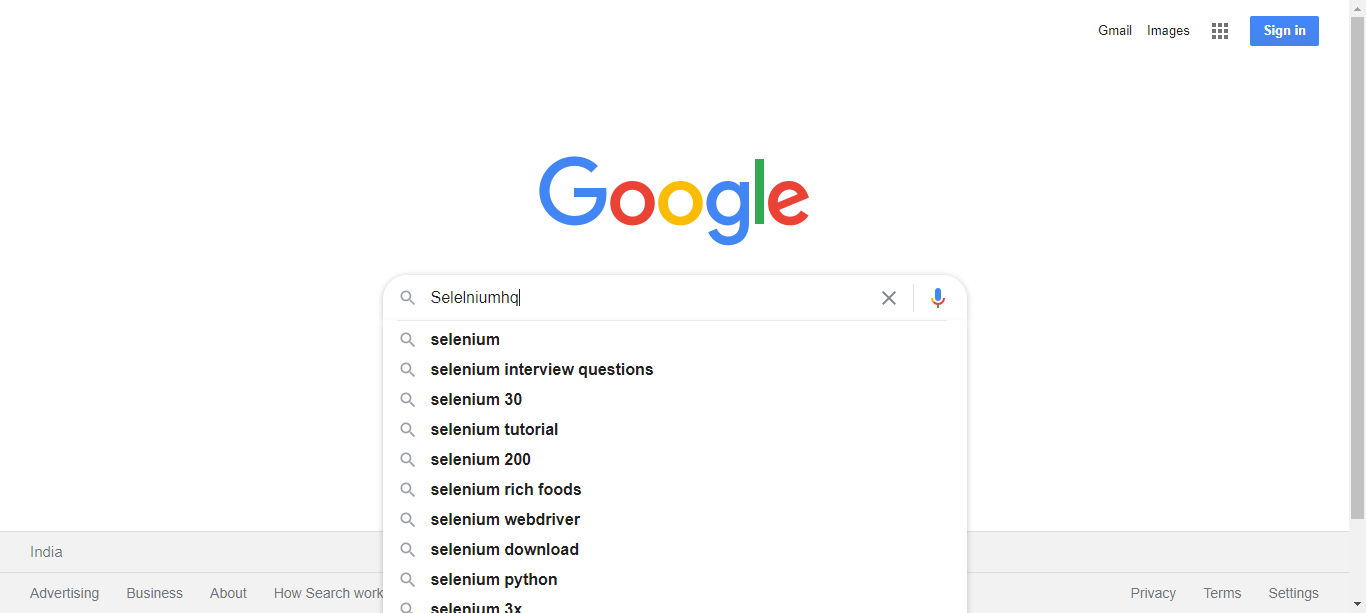 Gmail Images Sign in
Google
Selelniumhq
selenium
selenium interview questions
selenium 30
selenium tutorial
selenium 200
selenium rich foods
selenium webdriver
selenium download
selenium python
selenium 3x
India
Advertising Business About How Search work Privacy Terms Settings